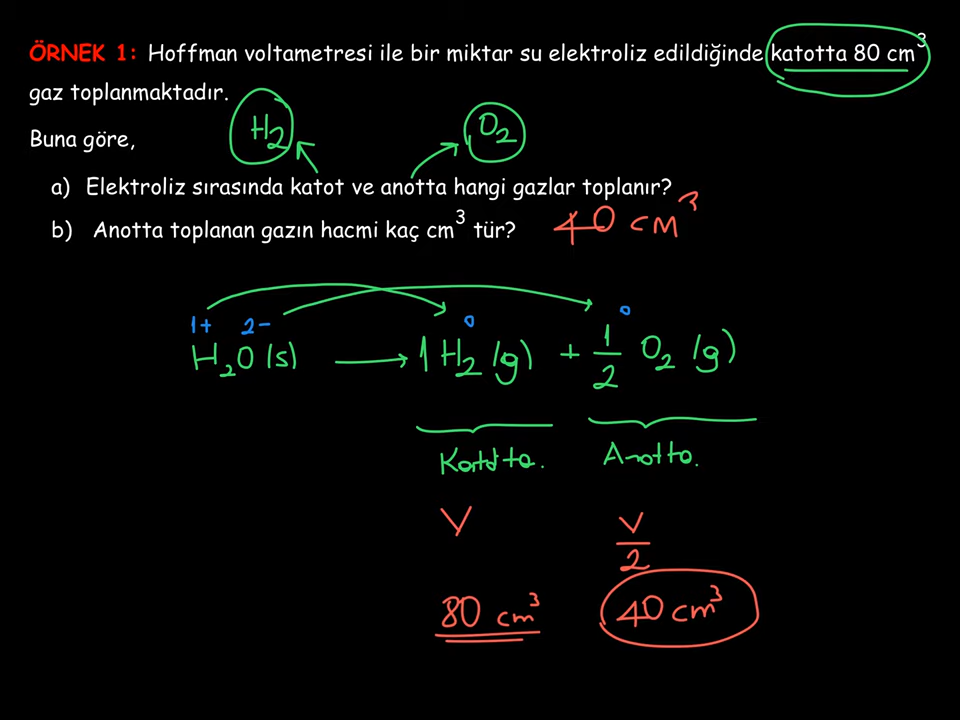 ÖRNEK 1: Hoffman voltametresi ile bir miktar su elektroliz edildiğinde katotta 80 cm³
gaz toplanmaktadır.
H₂ O₂
Buna göre,
a) Elektroliz sırasında katot ve anotta hangi gazlar toplanır?
b) Anotta toplanan gazın hacmi kaç cm³ tür? 40 cm³
1+ 2- 0 0
H₂O(s) → 1 H₂ (g) + 1/2 O₂ (g)
Katotta. Anotta.
V V/2
80 cm³ 40 cm³